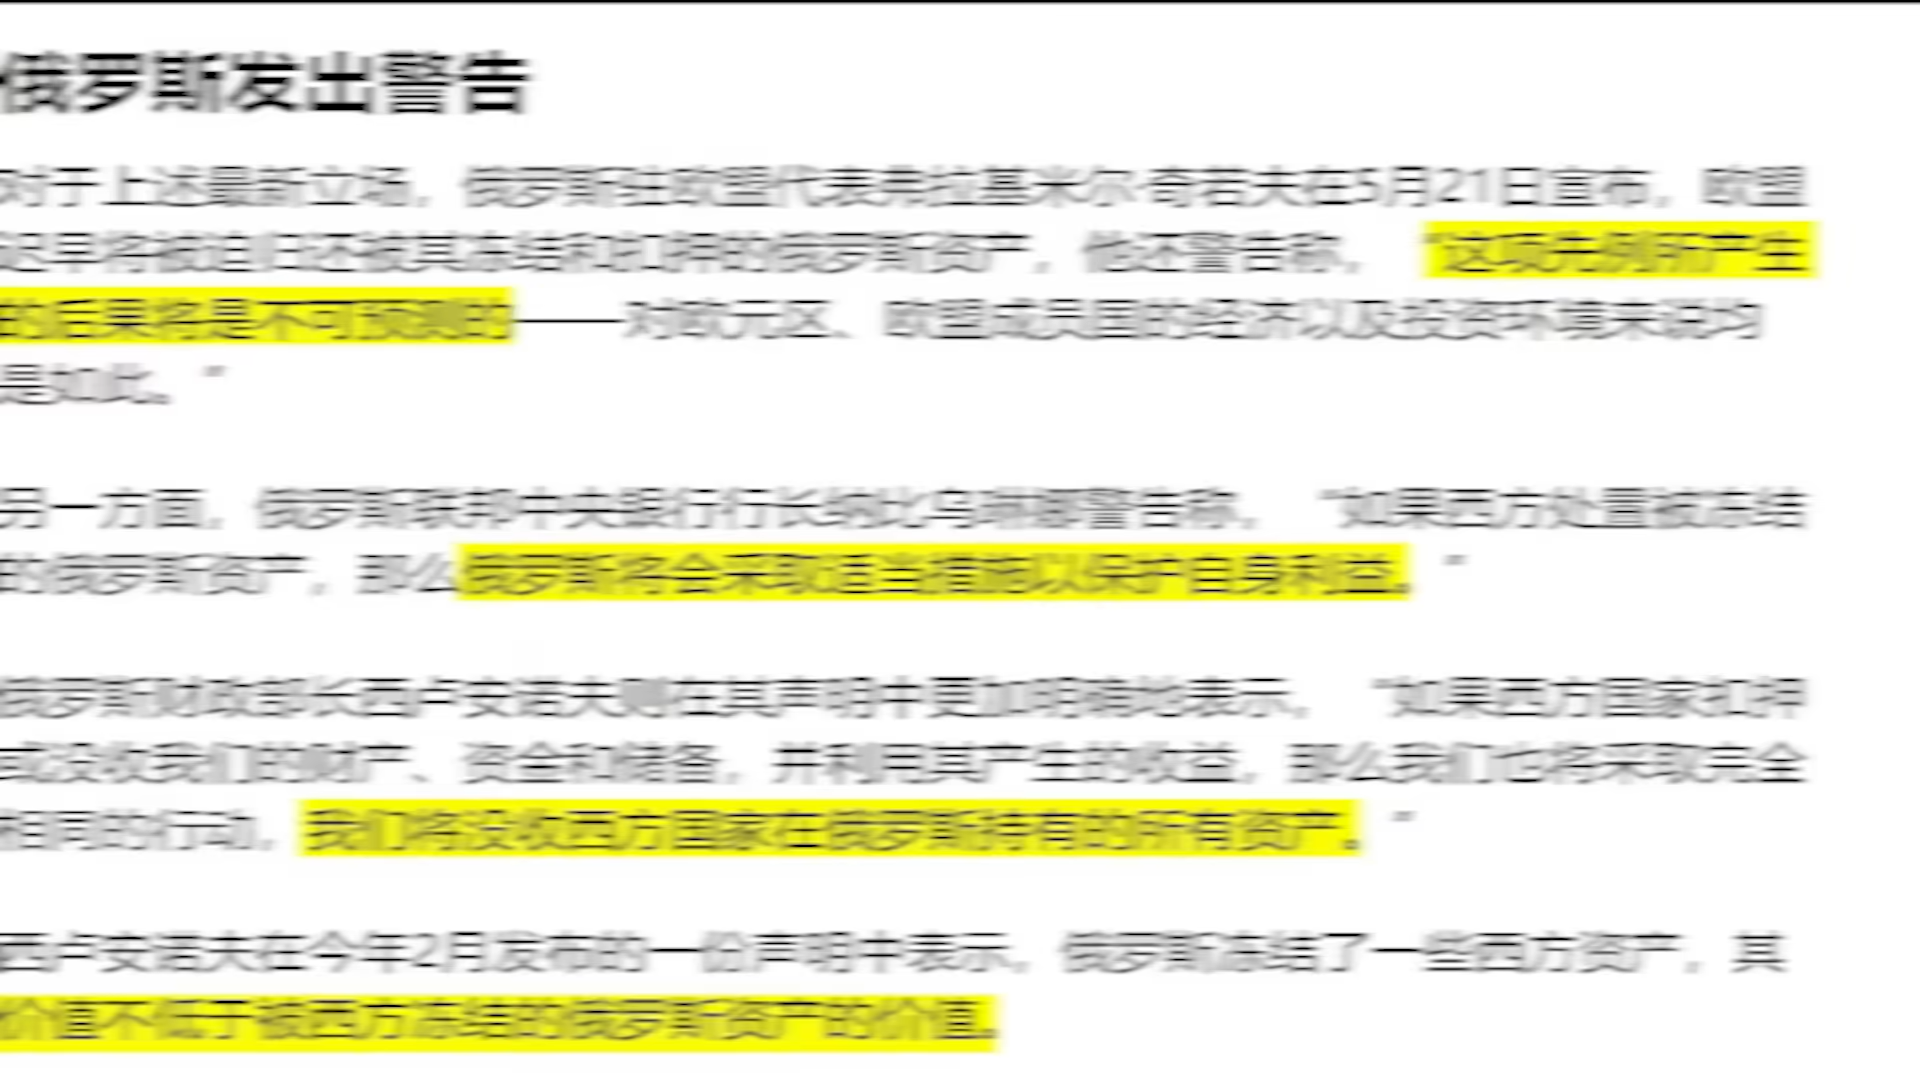 俄罗斯发出警告
对于上述最新立场，俄罗斯驻欧盟代表弗拉基米尔·奇若夫在5月21日宣布，欧盟
迟早将被迫归还被其冻结和扣押的俄罗斯资产，他还警告称，“这项先例所产生
的后果将是不可预测的——对欧元区、欧盟成员国的经济以及投资环境来说均
是如此。”
另一方面，俄罗斯联邦中央银行行长纳比乌琳娜警告称，“如果西方处置被冻结
的俄罗斯资产，那么俄罗斯将会采取适当措施以保护自身利益。”
俄罗斯财政部长西卢安诺夫则在其声明中更加明确地表示，“如果西方国家扣押
或没收我们的财产、资金和储备，并利用其产生的收益，那么我们也将采取完全
相同的行动，我们将没收西方国家在俄罗斯持有的所有资产。”
西卢安诺夫在今年2月发布的一份声明中表示，俄罗斯冻结了一些西方资产，其
价值不低于被西方冻结的俄罗斯资产的价值。